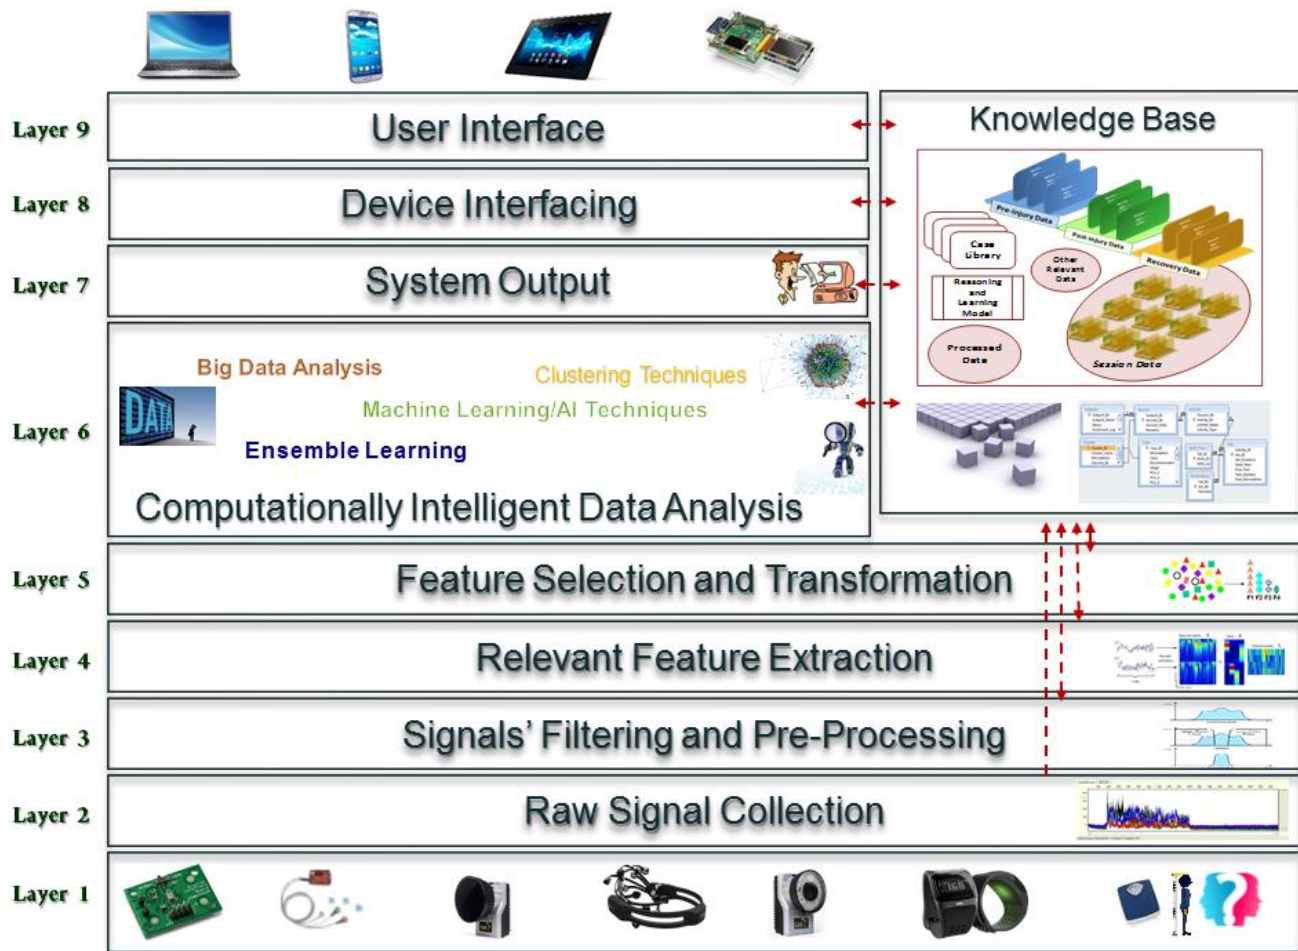 Layer 9
User Interface
Knowledge Base
Layer 8
Device Interfacing
Pre-injury Data
Post-injury Data
Recovery Data
Case
Library
Other
Relevant
Data
Reasoning
and
Learning
Model
Processed
Data
Session Data
Layer 7
System Output
Layer 6
Big Data Analysis
Clustering Techniques
DATA
Machine Learning/AI Techniques
Ensemble Learning
Computationally Intelligent Data Analysis
Layer 5
Feature Selection and Transformation
F1 F2 F3 F4
Layer 4
Relevant Feature Extraction
Layer 3
Signals’ Filtering and Pre-Processing
Layer 2
Raw Signal Collection
Layer 1